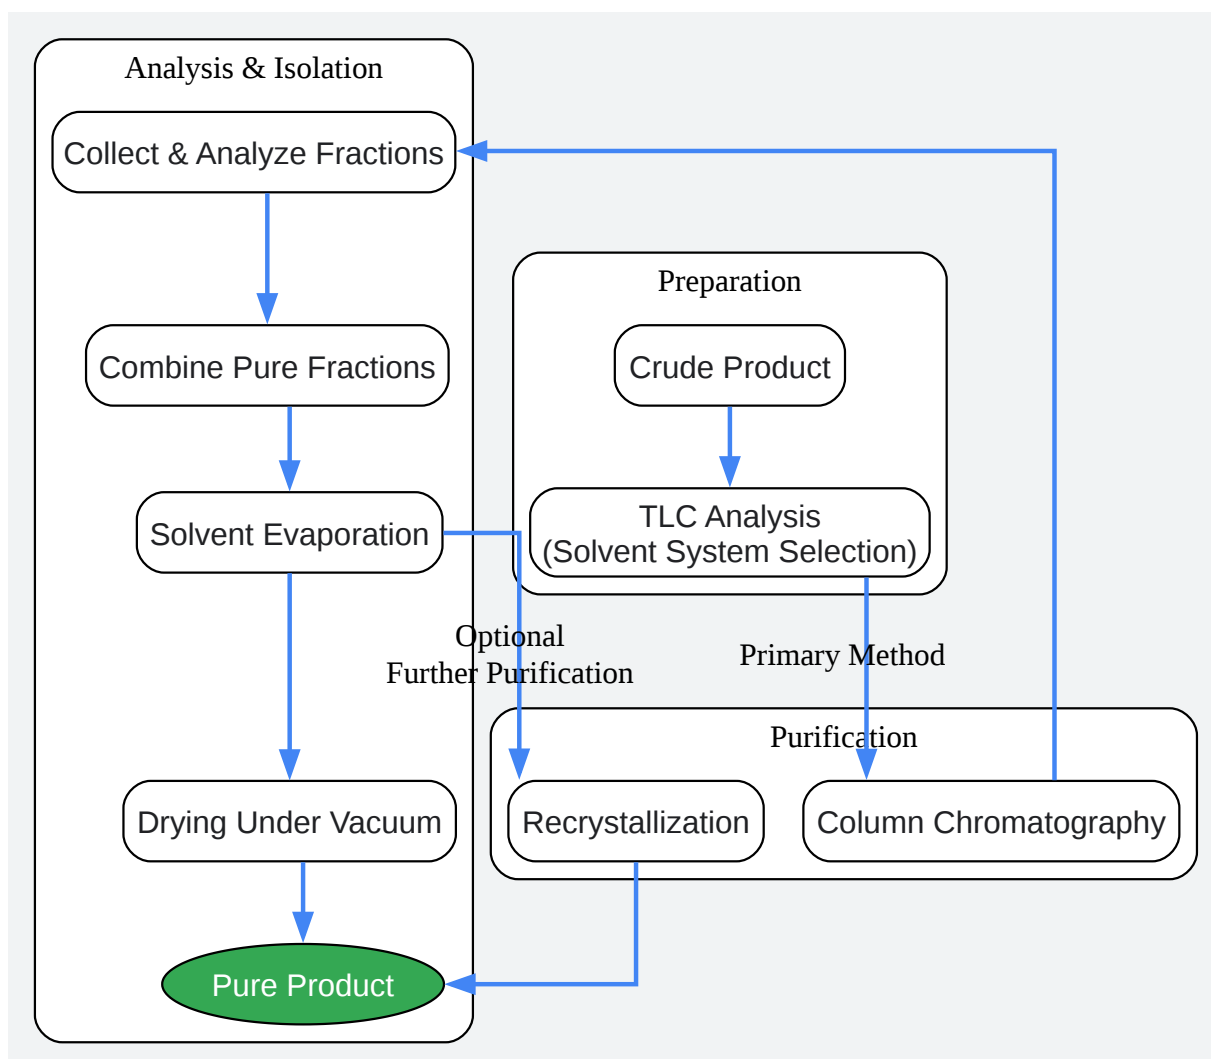 Analysis & Isolation
Collect & Analyze Fractions
Combine Pure Fractions
Solvent Evaporation
Drying Under Vacuum
Pure Product
Preparation
Crude Product
TLC Analysis
(Solvent System Selection)
Optional
Further Purification
Primary Method
Purification
Recrystallization
Column Chromatography